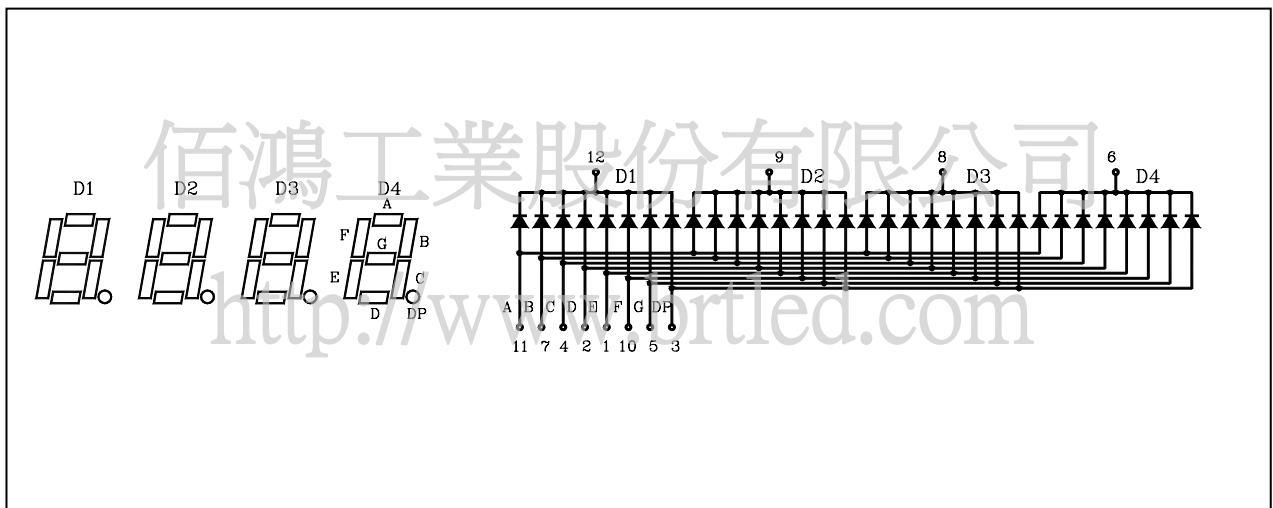 佰鴻工業股份有限公司
12 9 8 6
D1 D2 D3 D4
D1 D2 D3 D4
A
F G B
E C
D DP
http://www.brtled.com
A B C D E F G DP
11 7 4 2 1 10 5 3